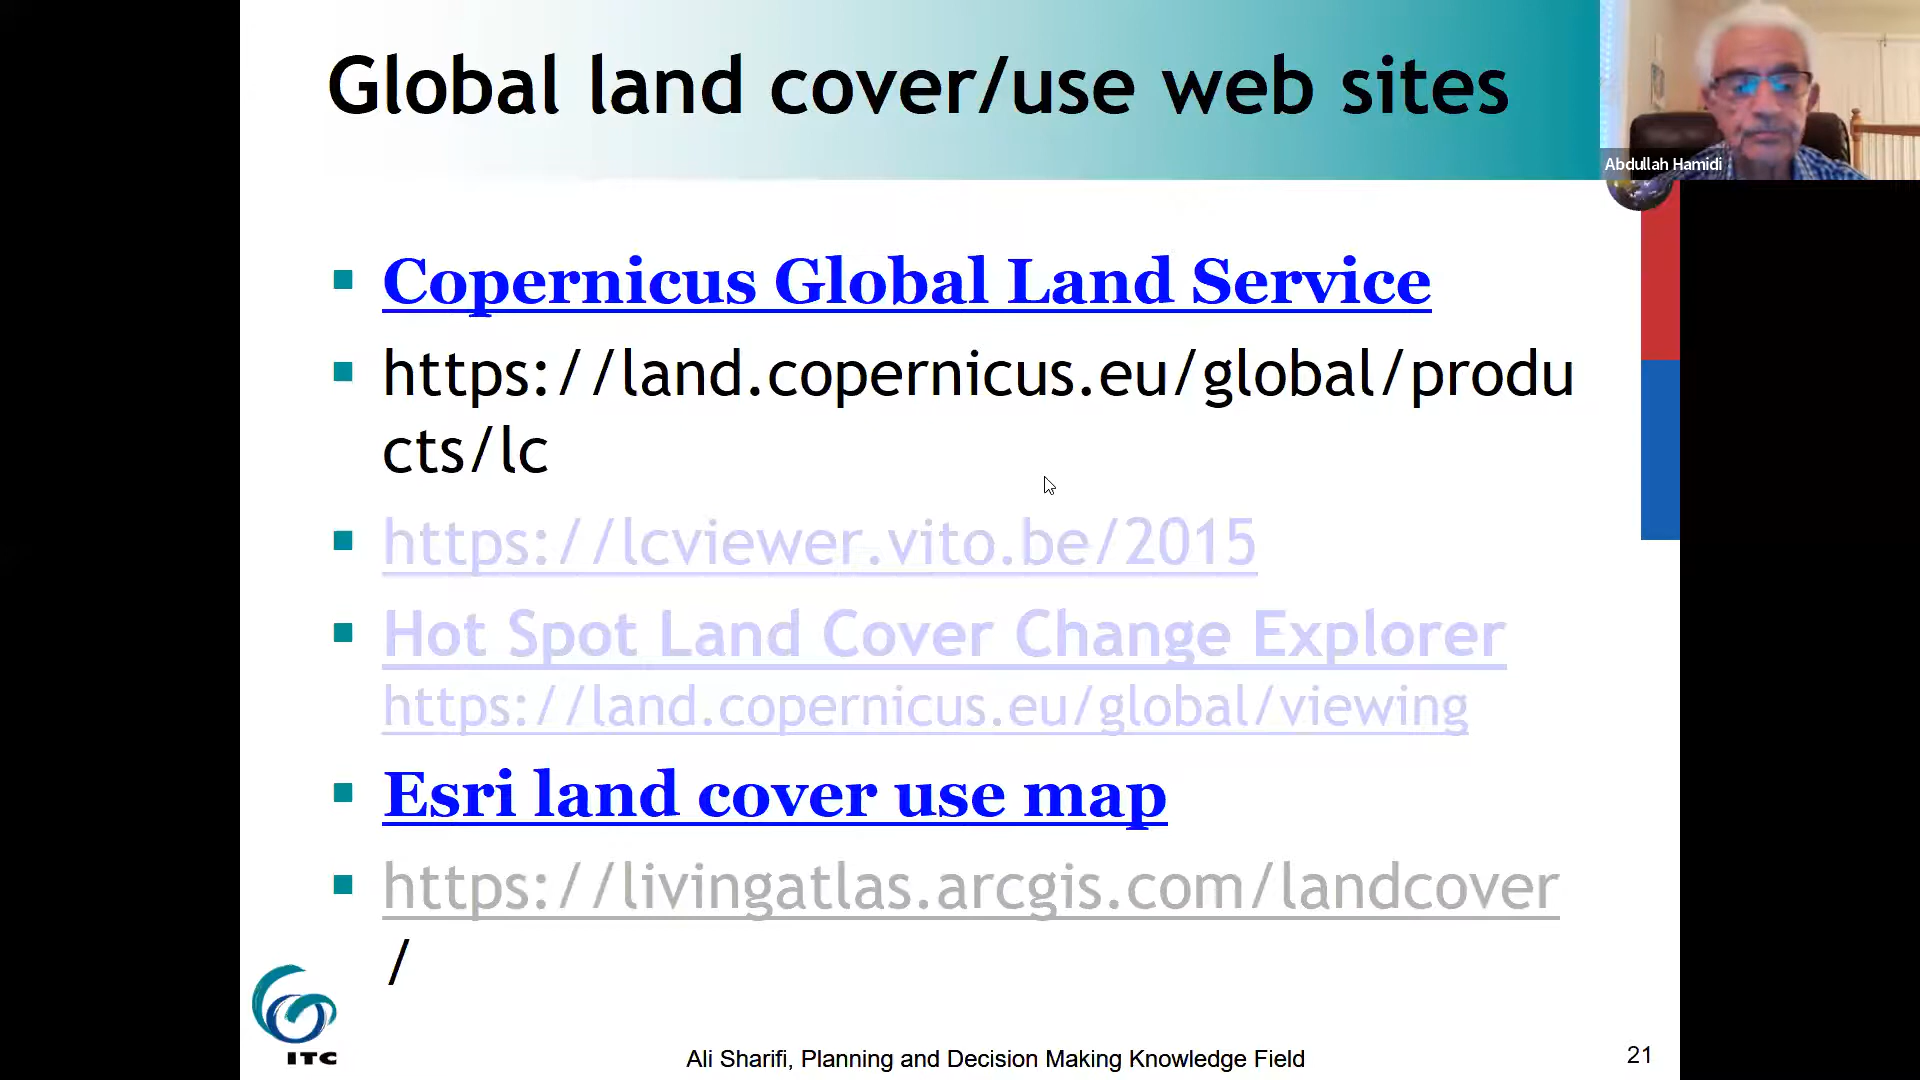 Global land cover/use web sites
Abdullah Hamidi
Copernicus Global Land Service
https://land.copernicus.eu/global/produ
cts/lc
https://lcviewer.vito.be/2015
Hot Spot Land Cover Change Explorer
https://land.copernicus.eu/global/viewing
Esri land cover use map
https://livingatlas.arcgis.com/landcover
/
ITC
Ali Sharifi, Planning and Decision Making Knowledge Field
21